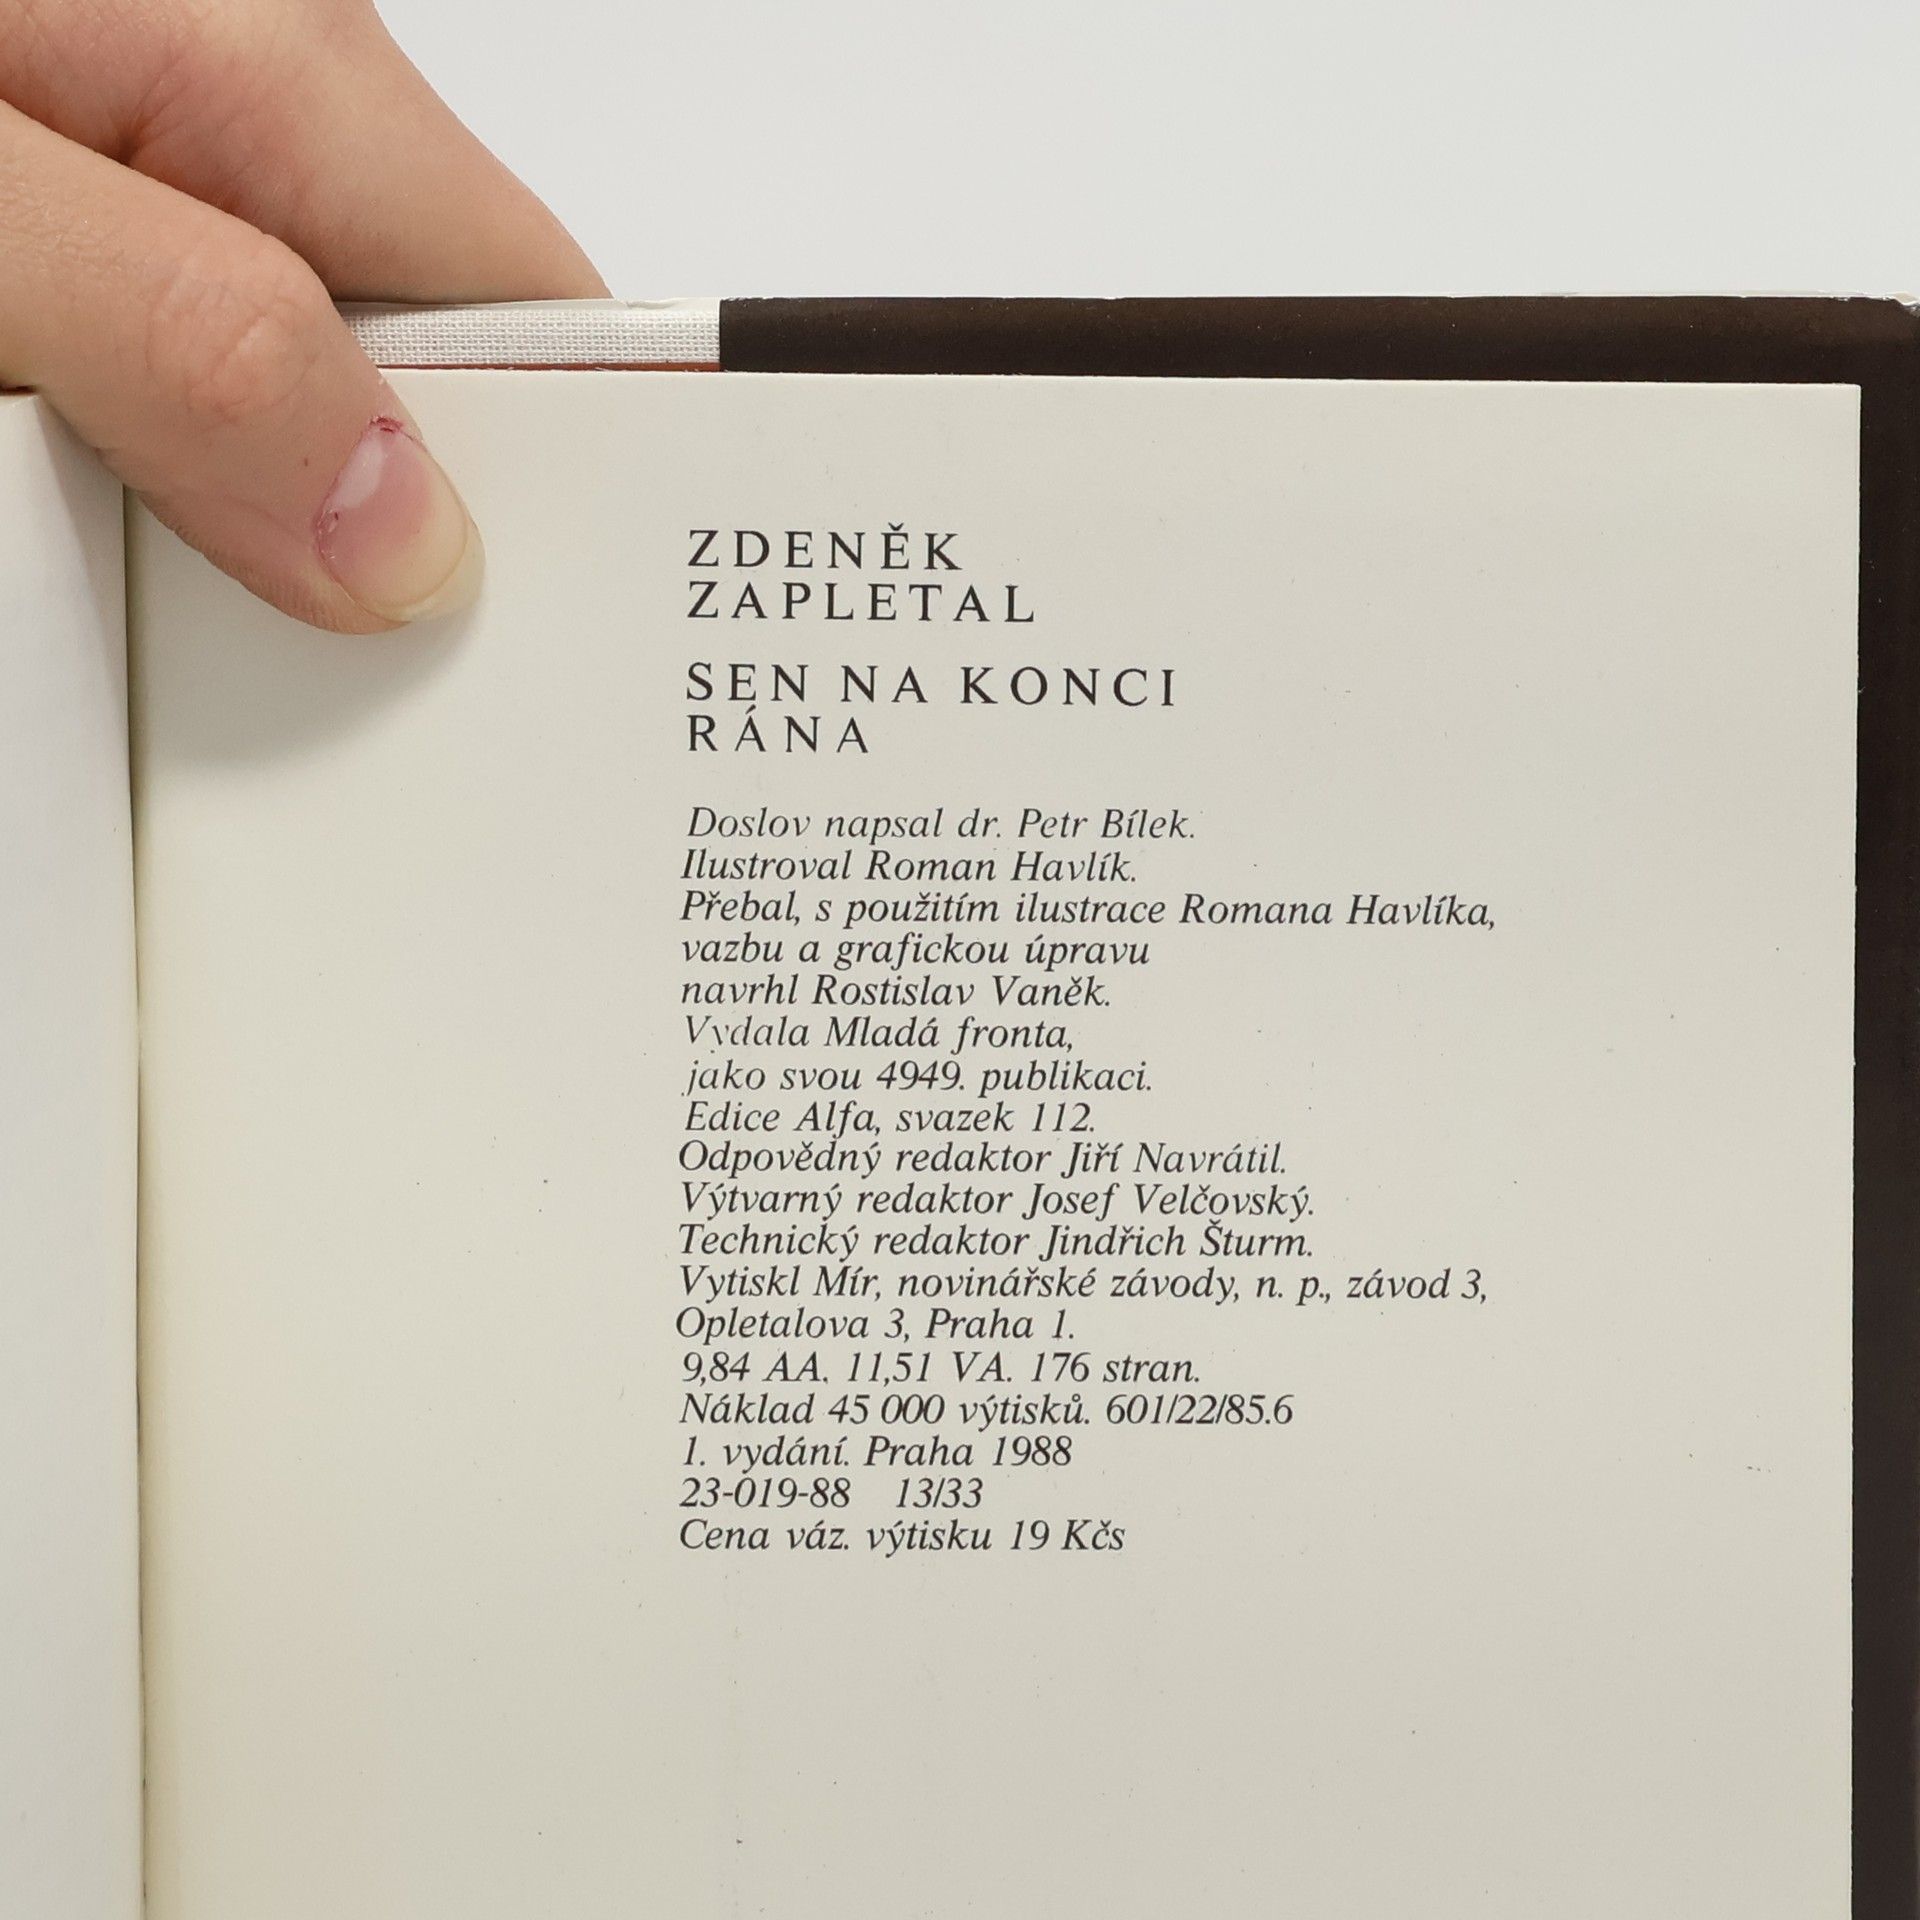 ZDENĚK
ZAPLETAL
SEN NA KONCI
RÁNA
Doslov napsal dr. Petr Bílek.
Ilustroval Roman Havlík.
Přebal, s použitím ilustrace Romana Havlíka,
vazbu a grafickou úpravu
navrhl Rostislav Vaněk.
Vydala Mladá fronta,
jako svou 4949. publikaci.
Edice Alfa, svazek 112.
Odpovědný redaktor Jiří Navrátil.
Výtvarný redaktor Josef Velčovský.
Technický redaktor Jindřich Šturm.
Vytiskl Mír, novinářské závody, n. p., závod 3,
Opletalova 3, Praha 1.
9,84 AA. 11,51 VA. 176 stran.
Náklad 45 000 výtisků. 601/22/85.6
1. vydání. Praha 1988
23-019-88 13/33
Cena váz. výtisku 19 Kčs